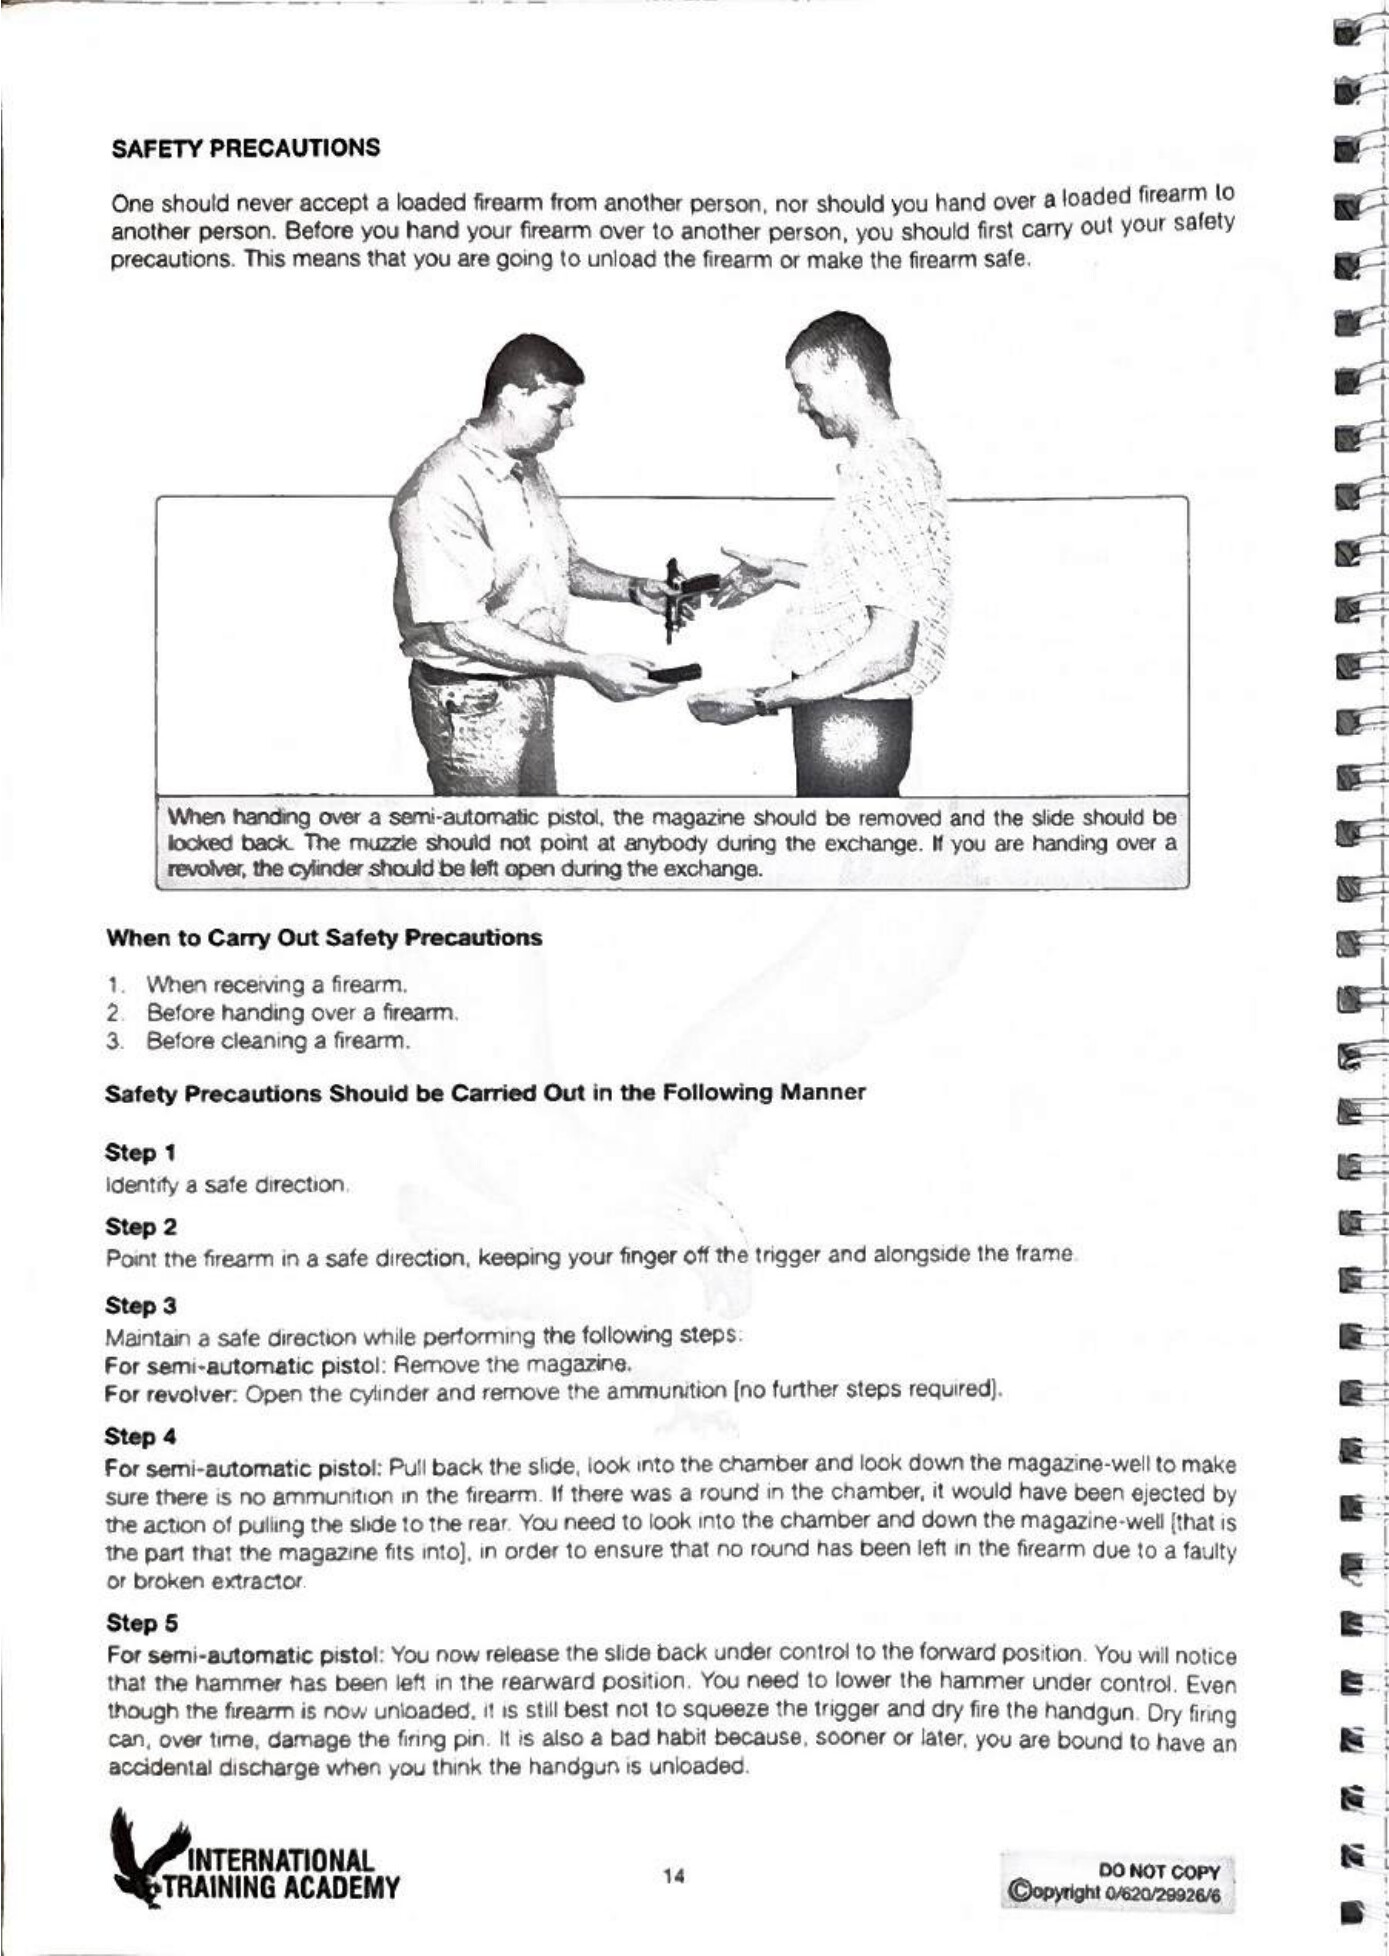 SAFETY PRECAUTIONS
One should never accept a loaded firearm from another person, nor should you hand over a loaded firearm to
another person. Before you hand your firearm over to another person, you should first carry out your safety
precautions. This means that you are going to unload the firearm or make the firearm safe.
When handing over a semi-automatic pistol, the magazine should be removed and the slide should be
locked back. The muzzle should not point at anybody during the exchange. If you are handing over a
revolver, the cylinder should be left open during the exchange.
When to Carry Out Safety Precautions
1. When receiving a firearm.
2. Before handing over a firearm.
3. Before cleaning a firearm.
Safety Precautions Should be Carried Out in the Following Manner
Step 1
Identify a safe direction.
Step 2
Point the firearm in a safe direction, keeping your finger off the trigger and alongside the frame.
Step 3
Maintain a safe direction while performing the following steps:
For semi-automatic pistol: Remove the magazine.
For revolver: Open the cylinder and remove the ammunition [no further steps required].
Step 4
For semi-automatic pistol: Pull back the slide, look into the chamber and look down the magazine-well to make
sure there is no ammunition in the firearm. If there was a round in the chamber, it would have been ejected by
the action of pulling the slide to the rear. You need to look into the chamber and down the magazine-well [that is
the part that the magazine fits into], in order to ensure that no round has been left in the firearm due to a faulty
or broken extractor.
Step 5
For semi-automatic pistol: You now release the slide back under control to the forward position. You will notice
that the hammer has been left in the rearward position. You need to lower the hammer under control. Even
though the firearm is now unloaded, it is still best not to squeeze the trigger and dry fire the handgun. Dry firing
can, over time, damage the firing pin. It is also a bad habit because, sooner or later, you are bound to have an
accidental discharge when you think the handgun is unloaded.
INTERNATIONAL
TRAINING ACADEMY
14
DO NOT COPY
©opyright 0/620/29926/6